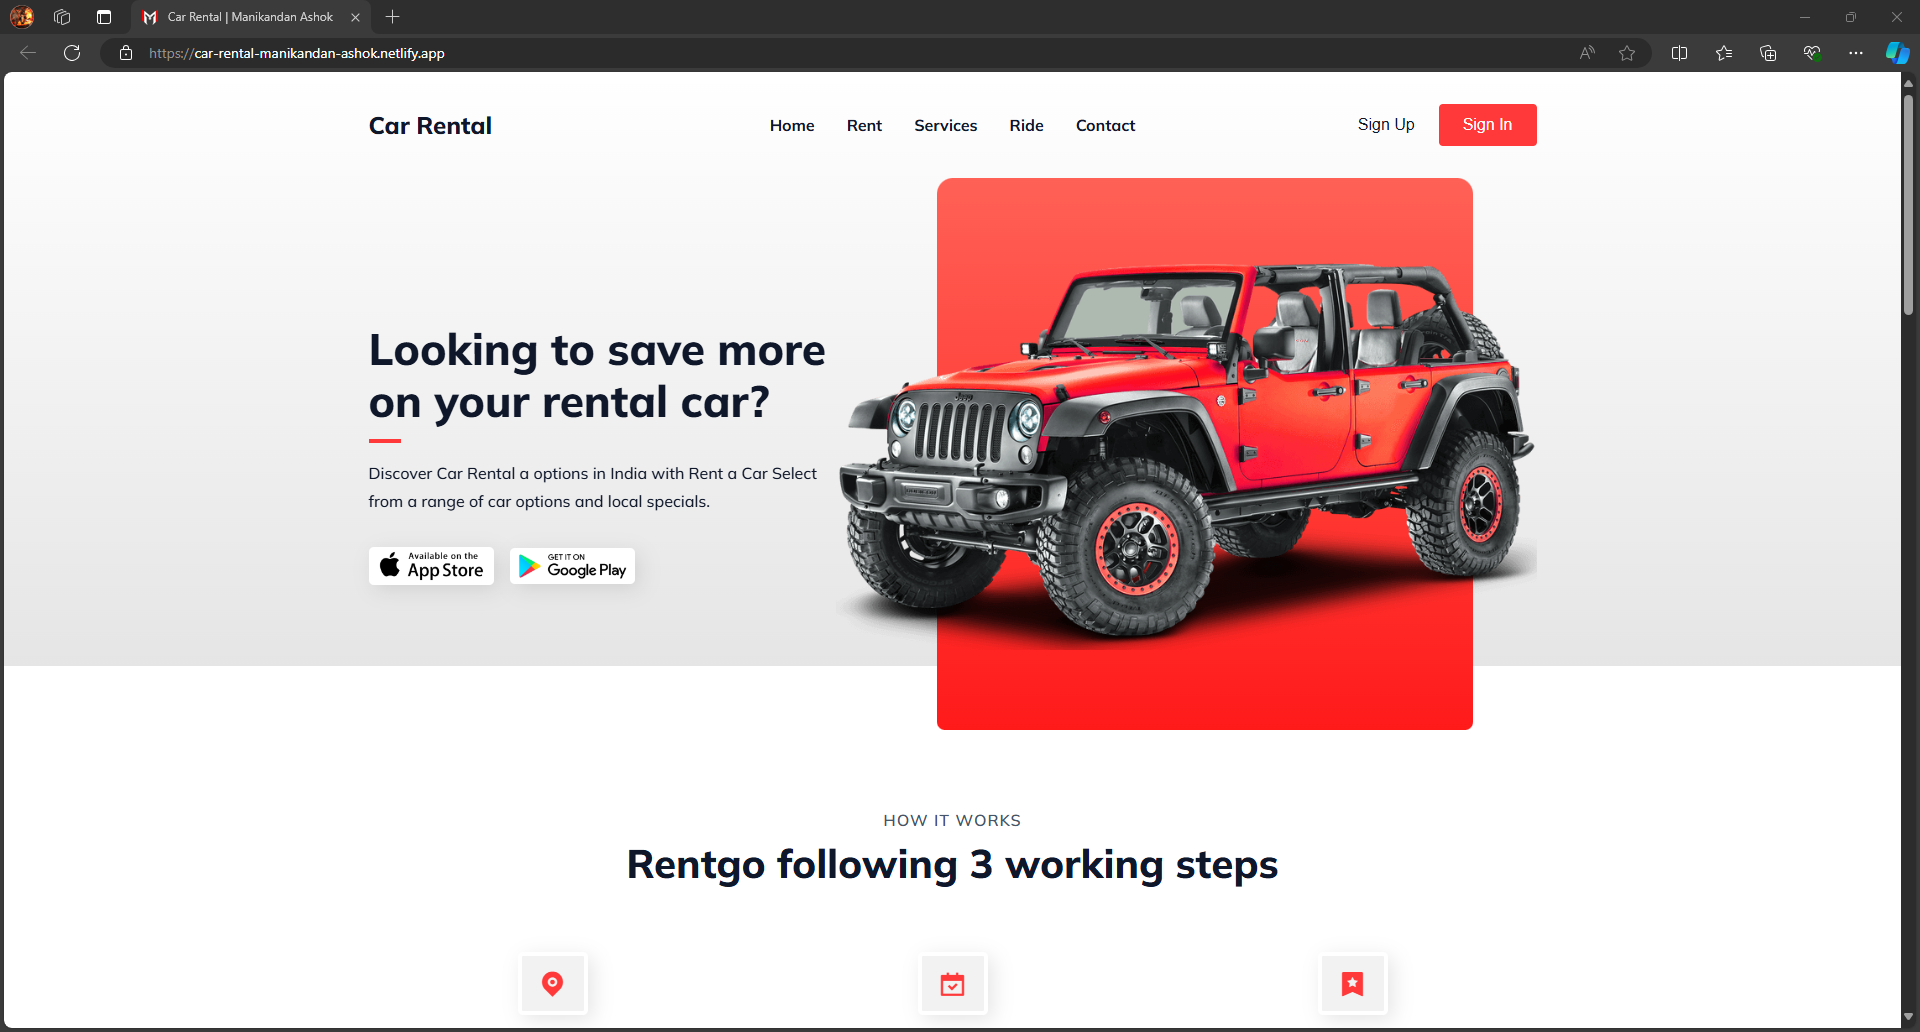 Car Rental | Manikandan Ashok
https://car-rental-manikandan-ashok.netlify.app
Car Rental
Home Rent Services Ride Contact
Sign Up Sign In
Looking to save more
on your rental car?
Discover Car Rental a options in India with Rent a Car Select
from a range of car options and local specials.
Available on the
App Store
GET IT ON
Google Play
Jeep
HOW IT WORKS
Rentgo following 3 working steps